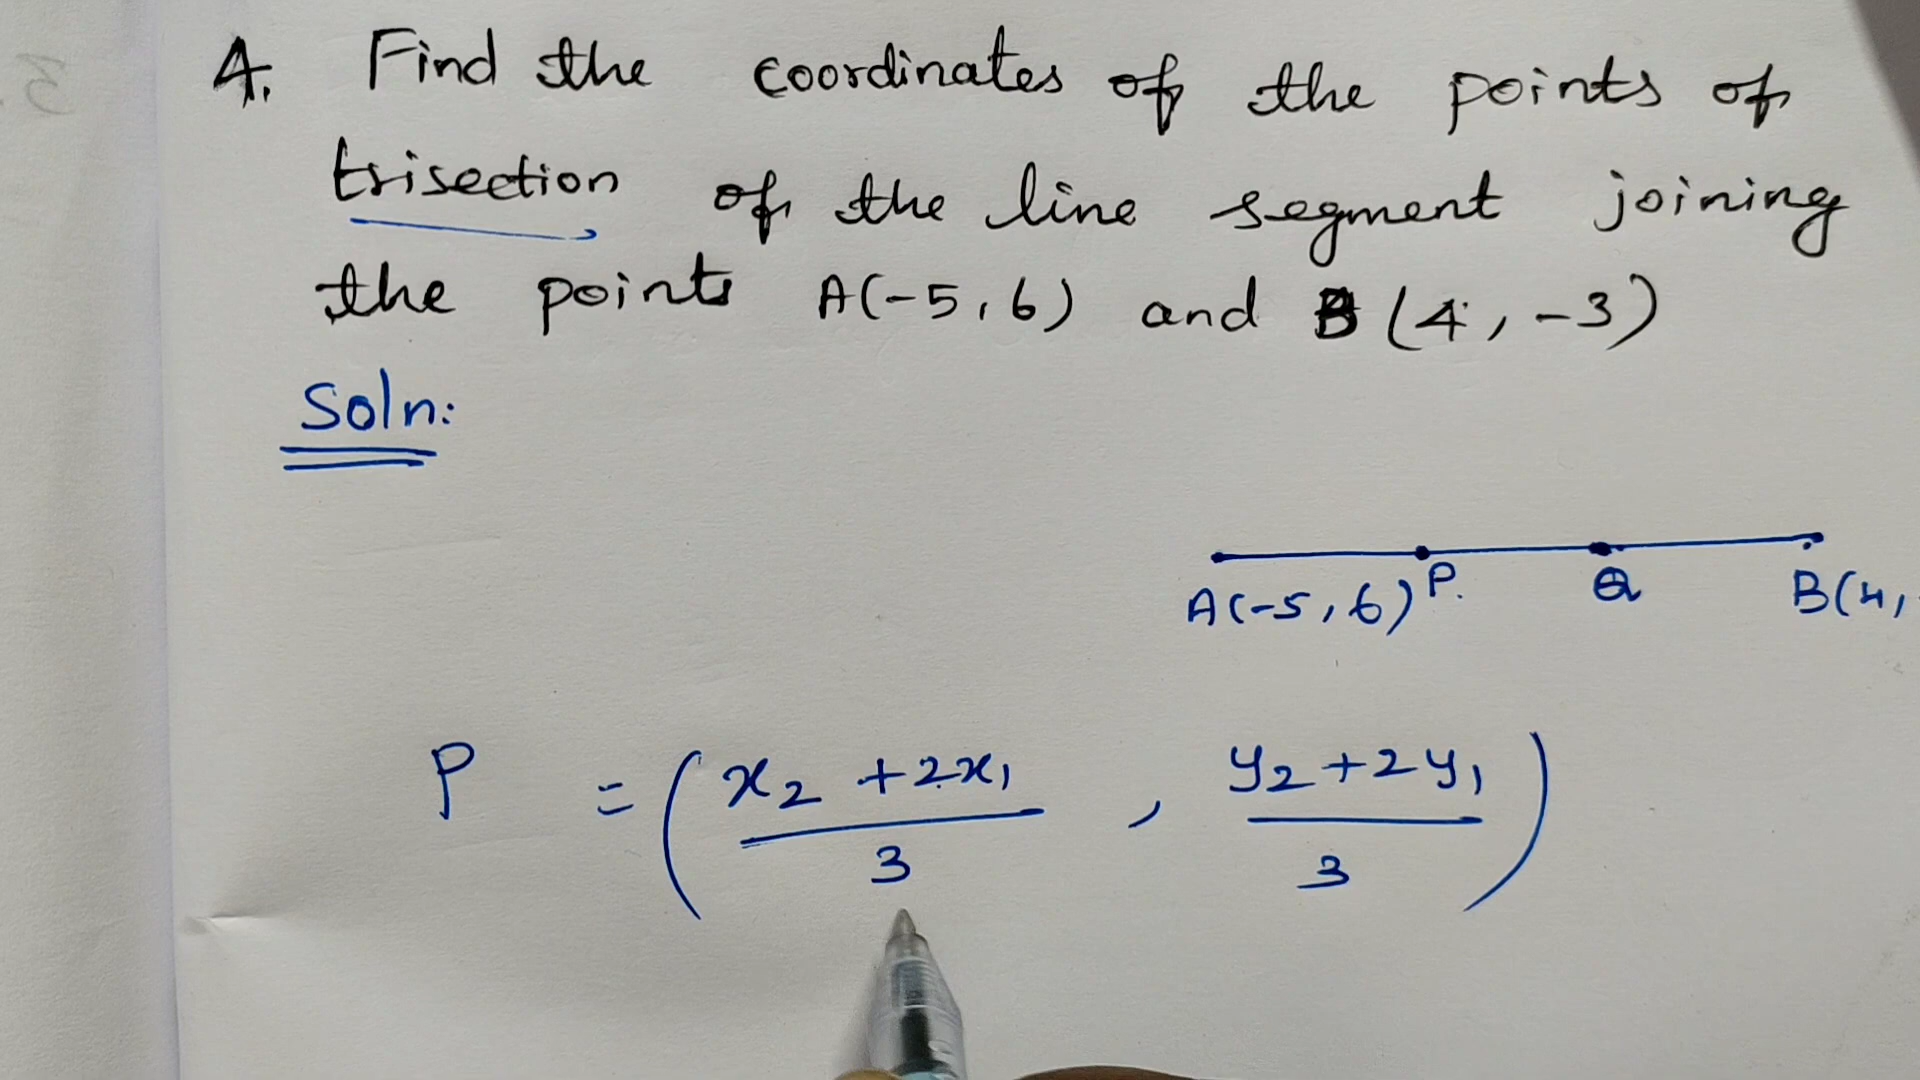 4. Find the coordinates of the points of
trisection of the line segment joining
the points A(-5,6) and B(4,-3)
Soln:
A(-5,6) P. Q B(4,
P = ( x₂ + 2x₁ / 3 , y₂ + 2y₁ / 3 )